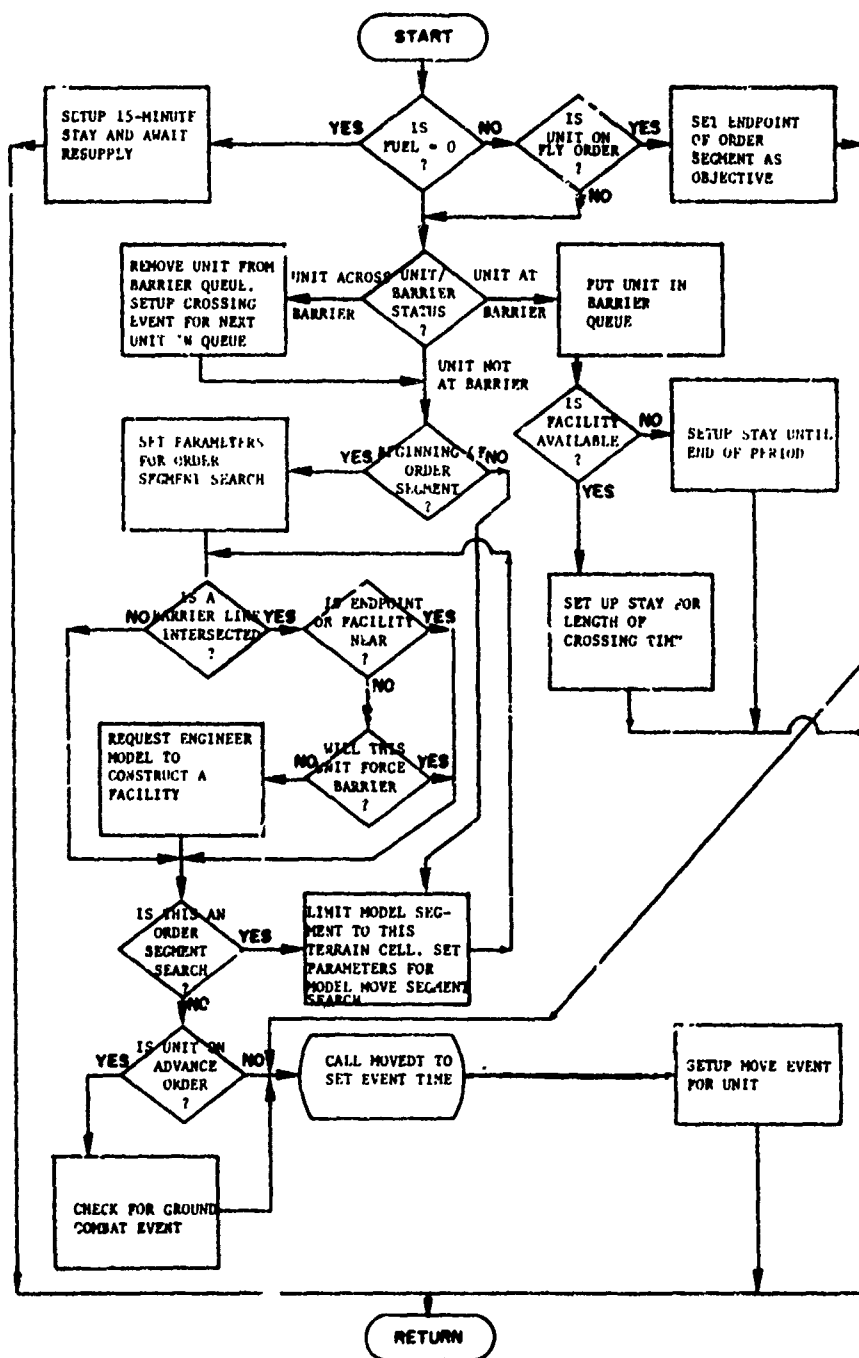 START
SETUP 15-MINUTE
STAY AND AWAIT
RESUPPLY
YES
IS
FUEL = 0
?
NO
IS
UNIT ON
FLY ORDER
?
YES
NO
SET ENDPOINT
OF ORDER
SEGMENT AS
OBJECTIVE
REMOVE UNIT FROM
BARRIER QUEUE.
SETUP CROSSING
EVENT FOR NEXT
UNIT IN QUEUE
UNIT ACROSS
BARRIER
UNIT/
BARRIER
STATUS
?
UNIT AT
BARRIER
PUT UNIT IN
BARRIER
QUEUE
UNIT NOT
AT BARRIER
SET PARAMETERS
FOR ORDER
SEGMENT SEARCH
YES
BEGINNING OF
ORDER
SEGMENT
?
NO
IS
FACILITY
AVAILABLE
?
NO
YES
SETUP STAY UNTIL
END OF PERIOD
NO
IS A
BARRIER LINE
INTERSECTED
?
YES
IS ENDPOINT
OR FACILITY
NEAR
?
YES
NO
SET UP STAY FOR
LENGTH OF
CROSSING TIME
REQUEST ENGINEER
MODEL TO
CONSTRUCT A
FACILITY
NO
WILL THIS
UNIT FORCE
BARRIER
?
YES
IS THIS AN
ORDER
SEGMENT
SEARCH
?
YES
NO
LIMIT MODEL SEG-
MENT TO THIS
TERRAIN CELL. SET
PARAMETERS FOR
MODEL MOVE SEGMENT
SEARCH
YES
IS UNIT ON
ADVANCE
ORDER
?
NO
CALL MOVEDT TO
SET EVENT TIME
SETUP MOVE EVENT
FOR UNIT
CHECK FOR GROUND
COMBAT EVENT
RETURN